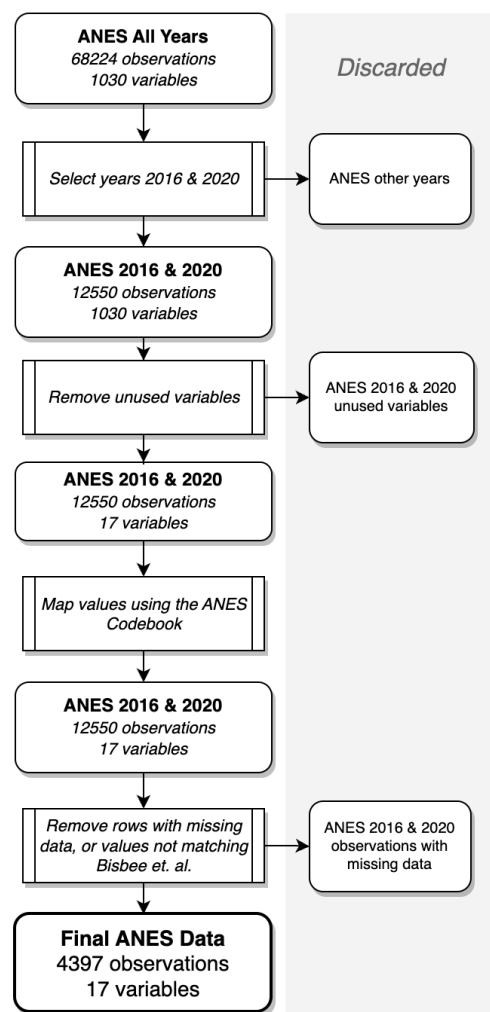 ANES All Years
68224 observations
1030 variables
Discarded
Select years 2016 & 2020
ANES other years
ANES 2016 & 2020
12550 observations
1030 variables
Remove unused variables
ANES 2016 & 2020
unused variables
ANES 2016 & 2020
12550 observations
17 variables
Map values using the ANES
Codebook
ANES 2016 & 2020
12550 observations
17 variables
Remove rows with missing
data, or values not matching
Bisbee et. al.
ANES 2016 & 2020
observations with
missing data
Final ANES Data
4397 observations
17 variables